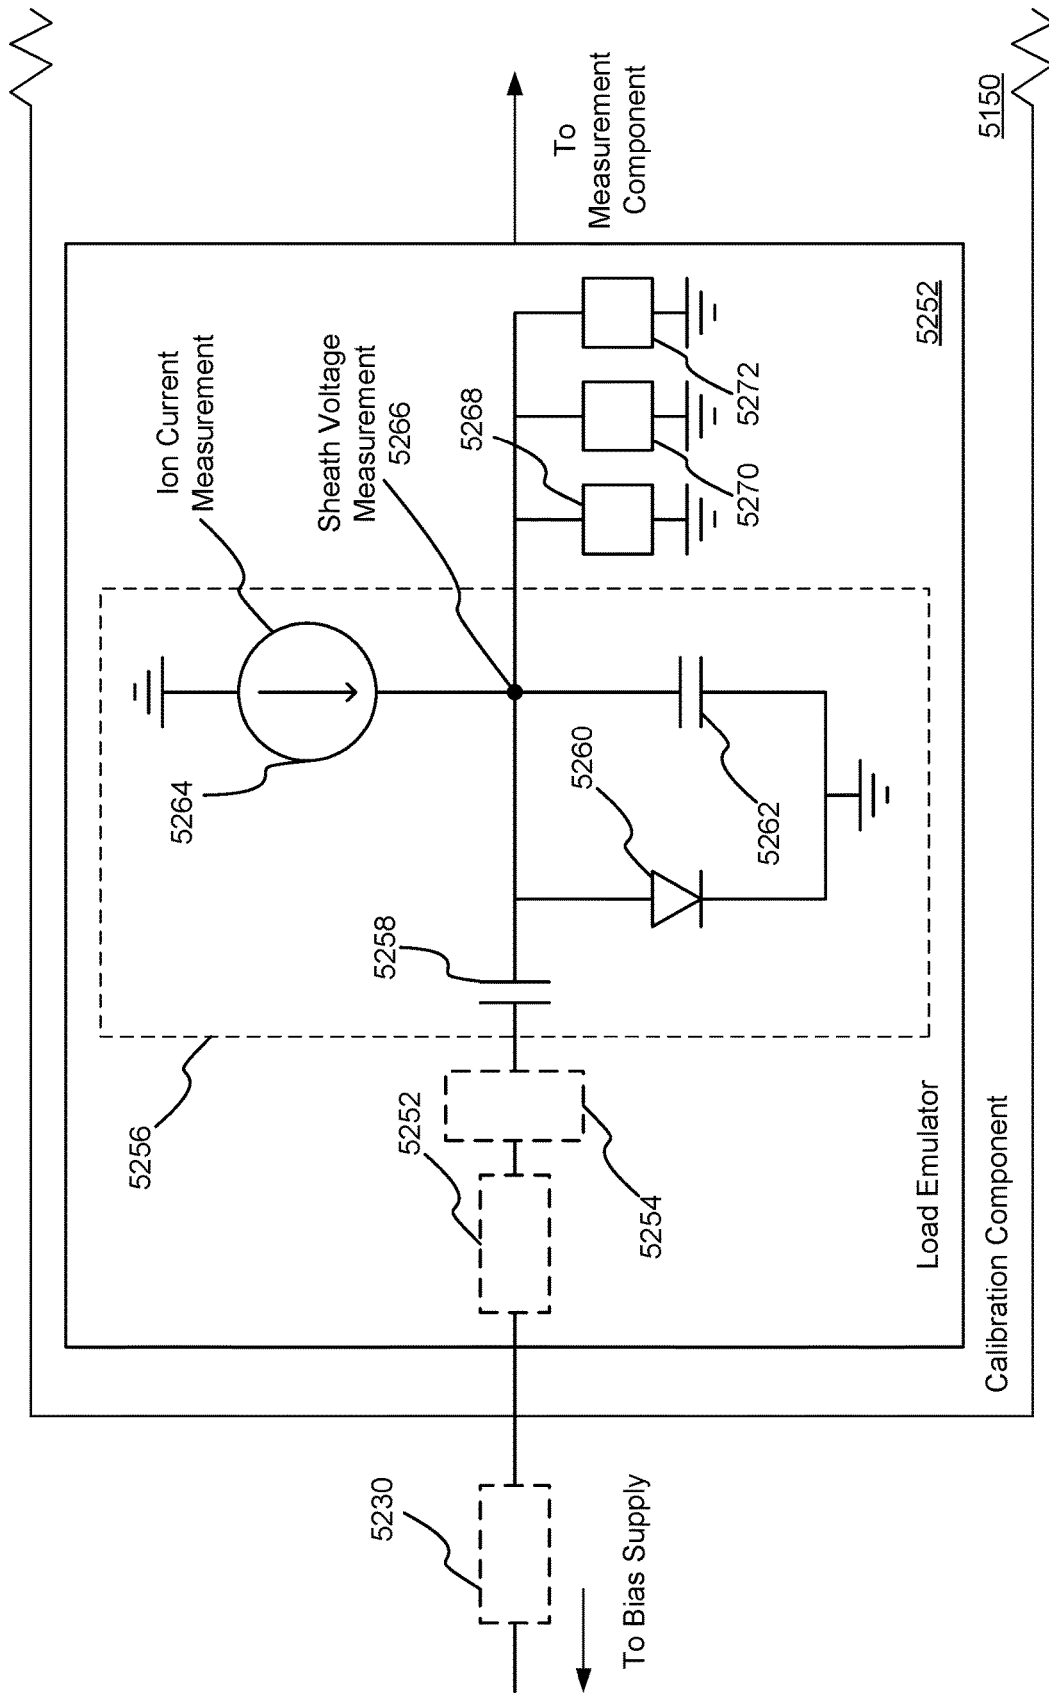 Ion Current
Measurement
Sheath Voltage
Measurement
5266
5264
5268
5270
5272
5252
To
Measurement
Component
5150
5260
5262
5258
5256
5252
5254
Load Emulator
Calibration Component
5230
To Bias Supply